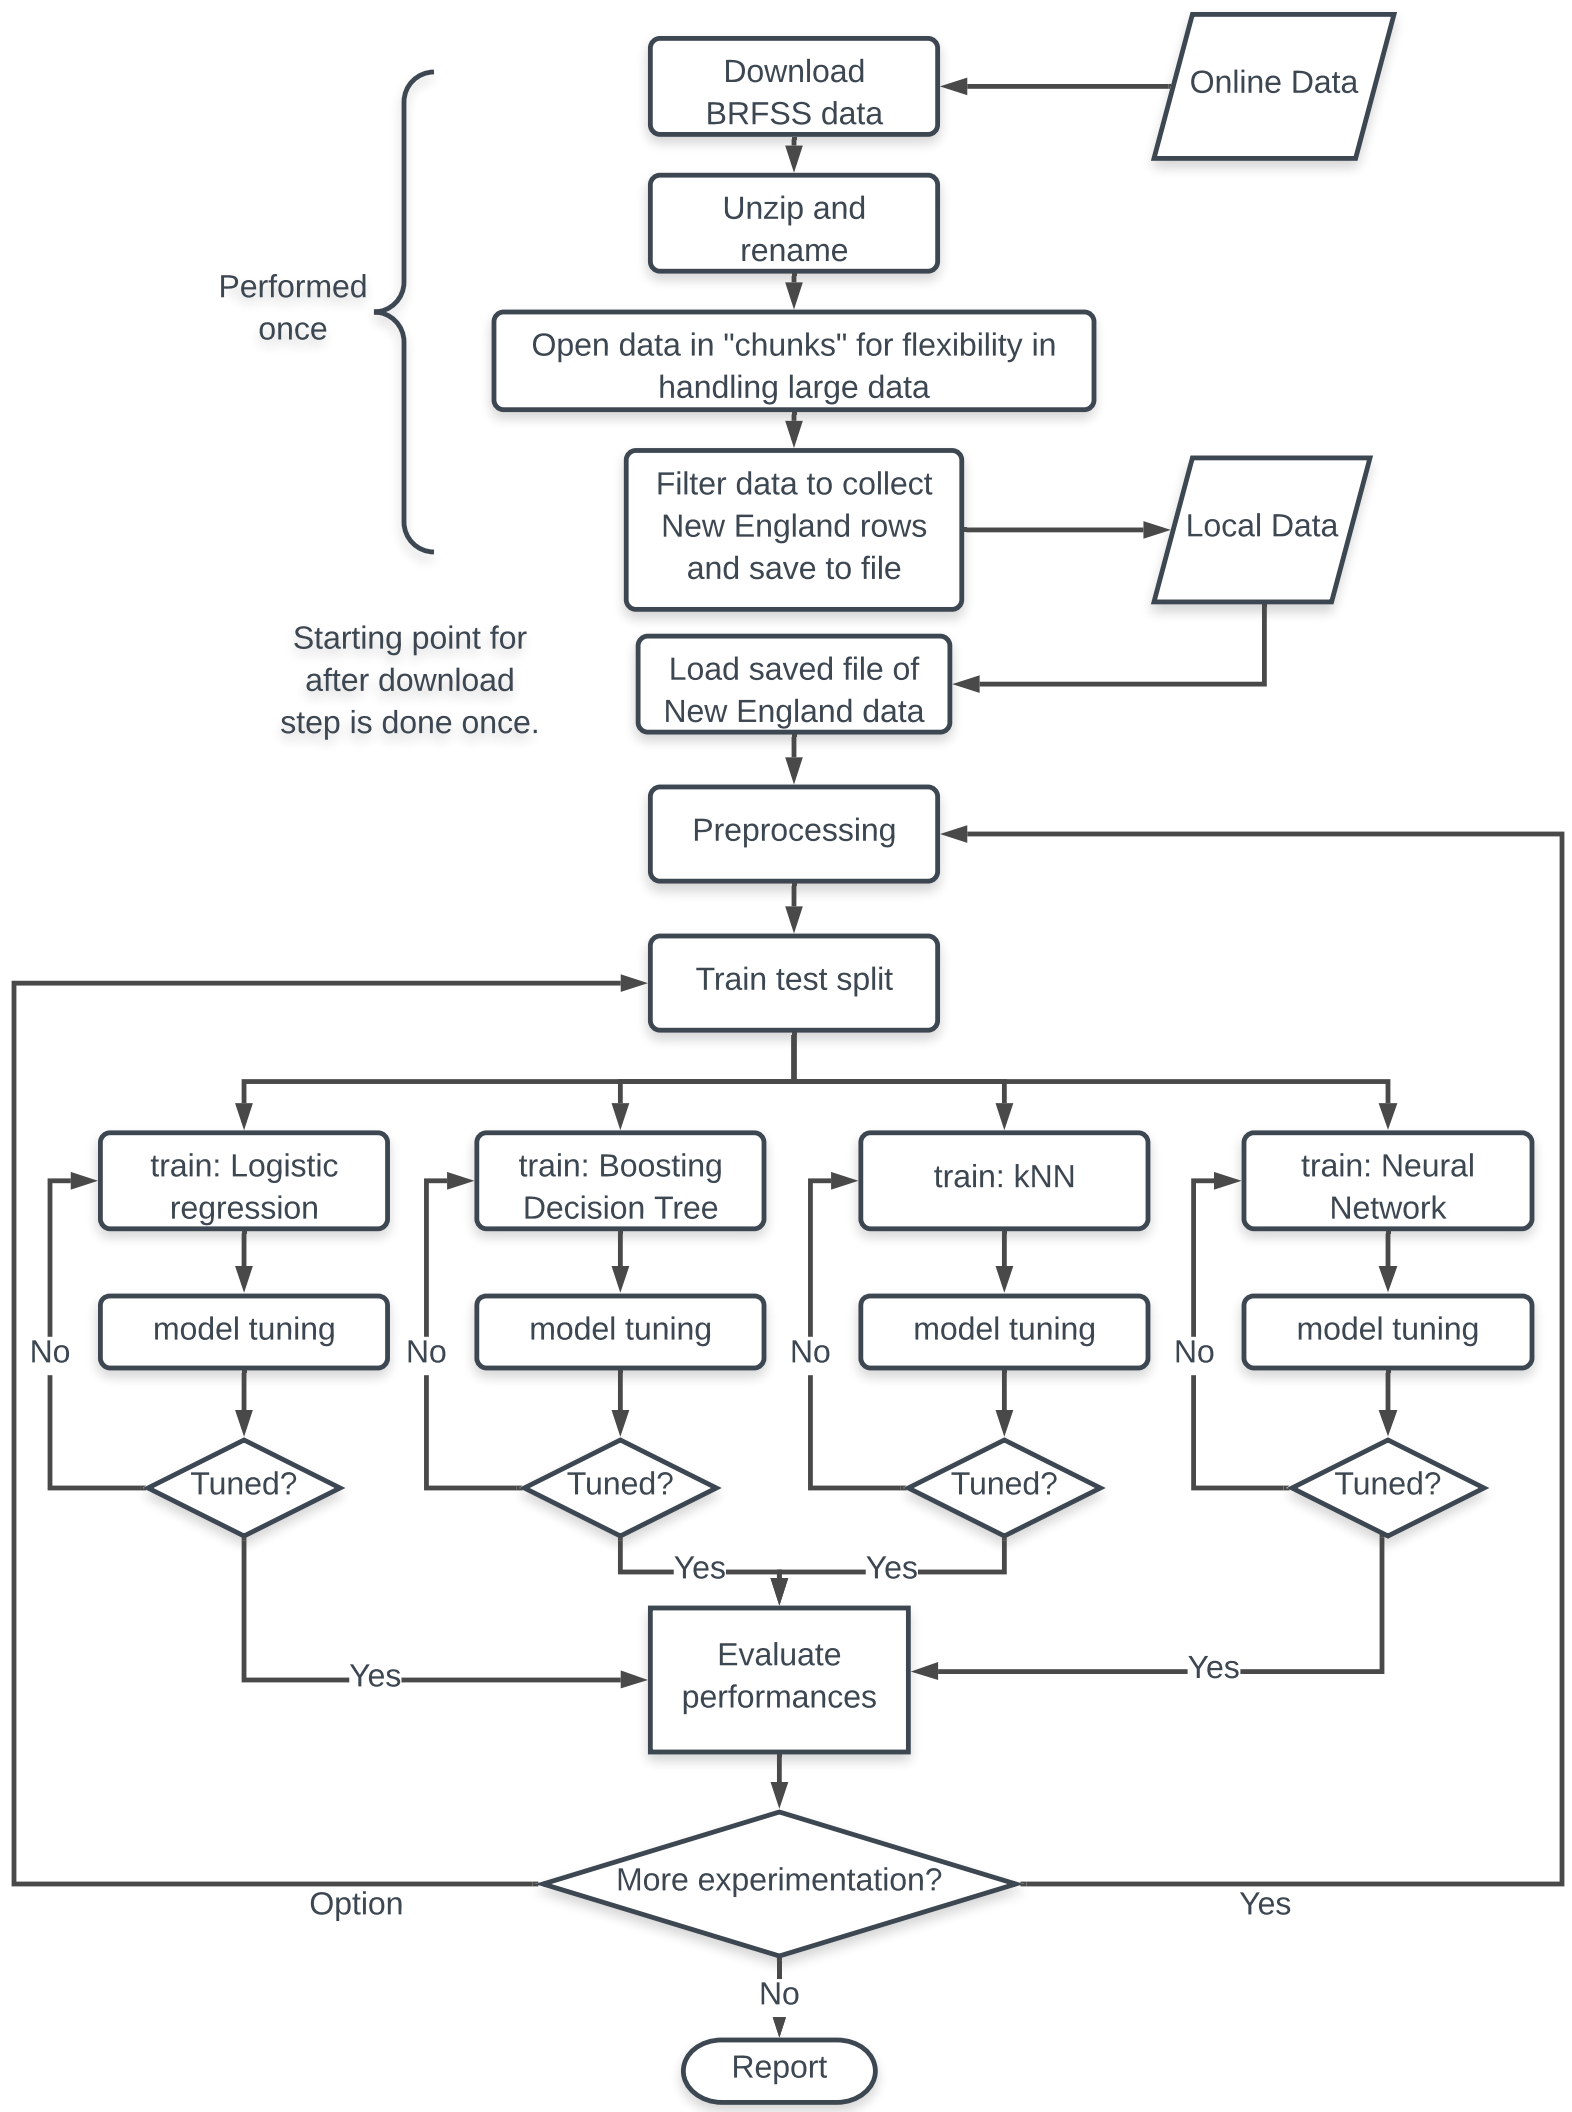 Download
BRFSS data
Online Data
Unzip and
rename
Performed
once
Open data in "chunks" for flexibility in
handling large data
Filter data to collect
New England rows
and save to file
Local Data
Starting point for
after download
step is done once.
Load saved file of
New England data
Preprocessing
Train test split
train: Logistic
regression
train: Boosting
Decision Tree
train: kNN
train: Neural
Network
model tuning
model tuning
model tuning
model tuning
No
No
No
No
Tuned?
Tuned?
Tuned?
Tuned?
Yes
Yes
Yes
Yes
Evaluate
performances
More experimentation?
Option
Yes
No
Report